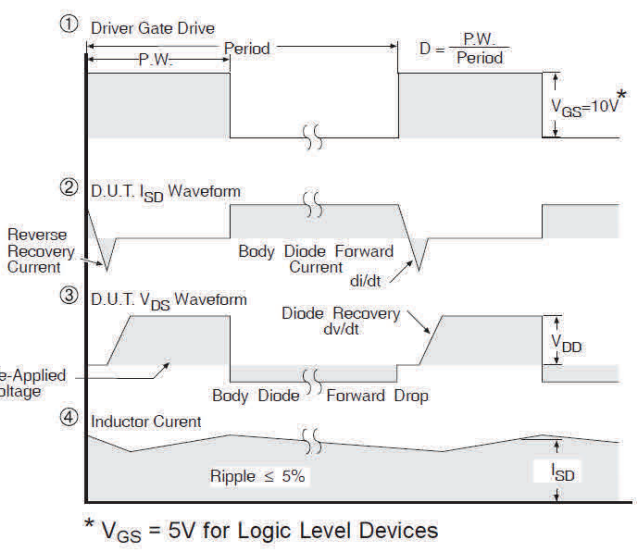 ① Driver Gate Drive
Period
P.W.
D = P.W.
Period
VGS=10V*
② D.U.T. ISD Waveform
Reverse
Recovery
Current
Body Diode Forward
Current
di/dt
③ D.U.T. VDS Waveform
Diode Recovery
dv/dt
VDD
e-Applied
oltage
Body Diode Forward Drop
④ Inductor Curent
Ripple ≤ 5%
ISD
* VGS = 5V for Logic Level Devices